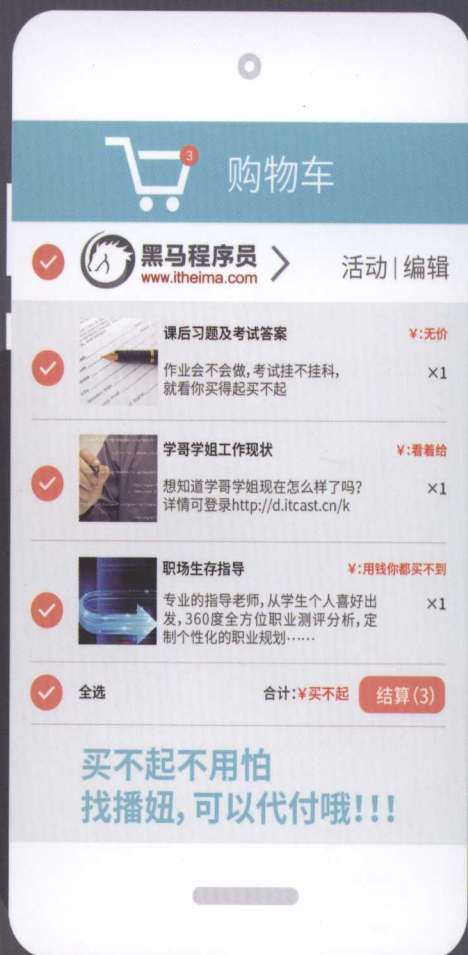 3
购物车
黑马程序员
www.itheima.com
活动|编辑
课后习题及考试答案
¥:无价
作业会不会做,考试挂不挂科,
就看你买得起买不起
×1
学哥学姐工作现状
¥:看着给
想知道学哥学姐现在怎么样了吗?
详情可登录http://d.itcast.cn/k
×1
职场生存指导
¥:用钱你都买不到
专业的指导老师,从学生个人喜好出
发,360度全方位职业测评分析,定
制个性化的职业规划……
×1
全选
合计:¥买不起
结算(3)
买不起不用怕
找播妞,可以代付哦!!!